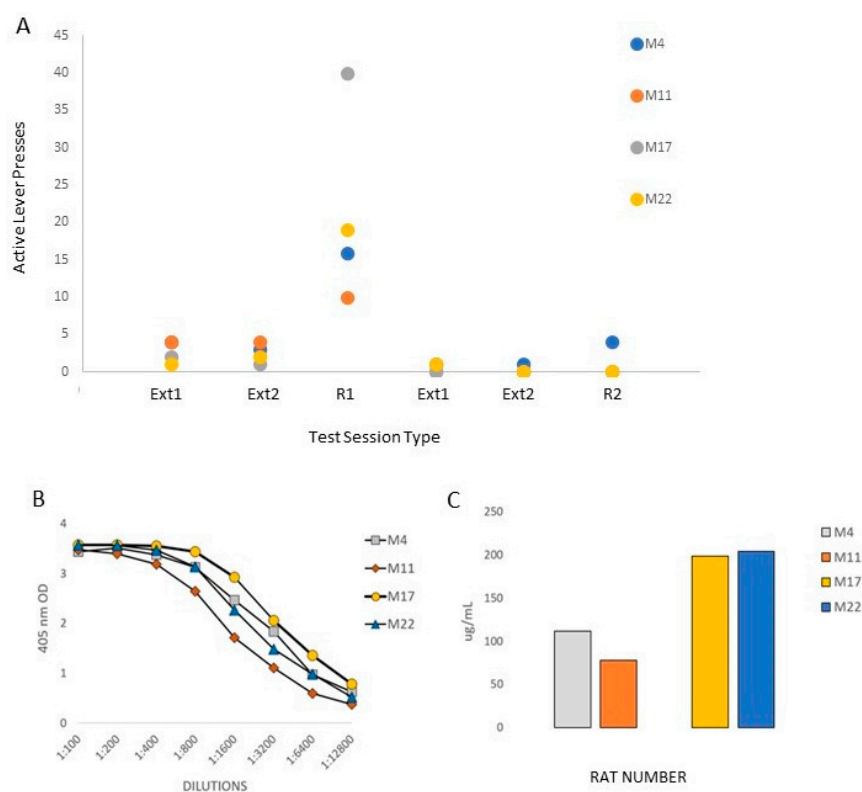 A
45
40
35
30
25
20
15
10
5
0
Active Lever Presses
Ext1 Ext2 R1 Ext1 Ext2 R2
Test Session Type
M4
M11
M17
M22
B
4
3
2
1
0
405 nm OD
1:100 1:200 1:400 1:800 1:1600 1:3200 1:6400 1:12800
DILUTIONS
M4
M11
M17
M22
C
250
200
150
100
50
0
ug/mL
RAT NUMBER
M4
M11
M17
M22